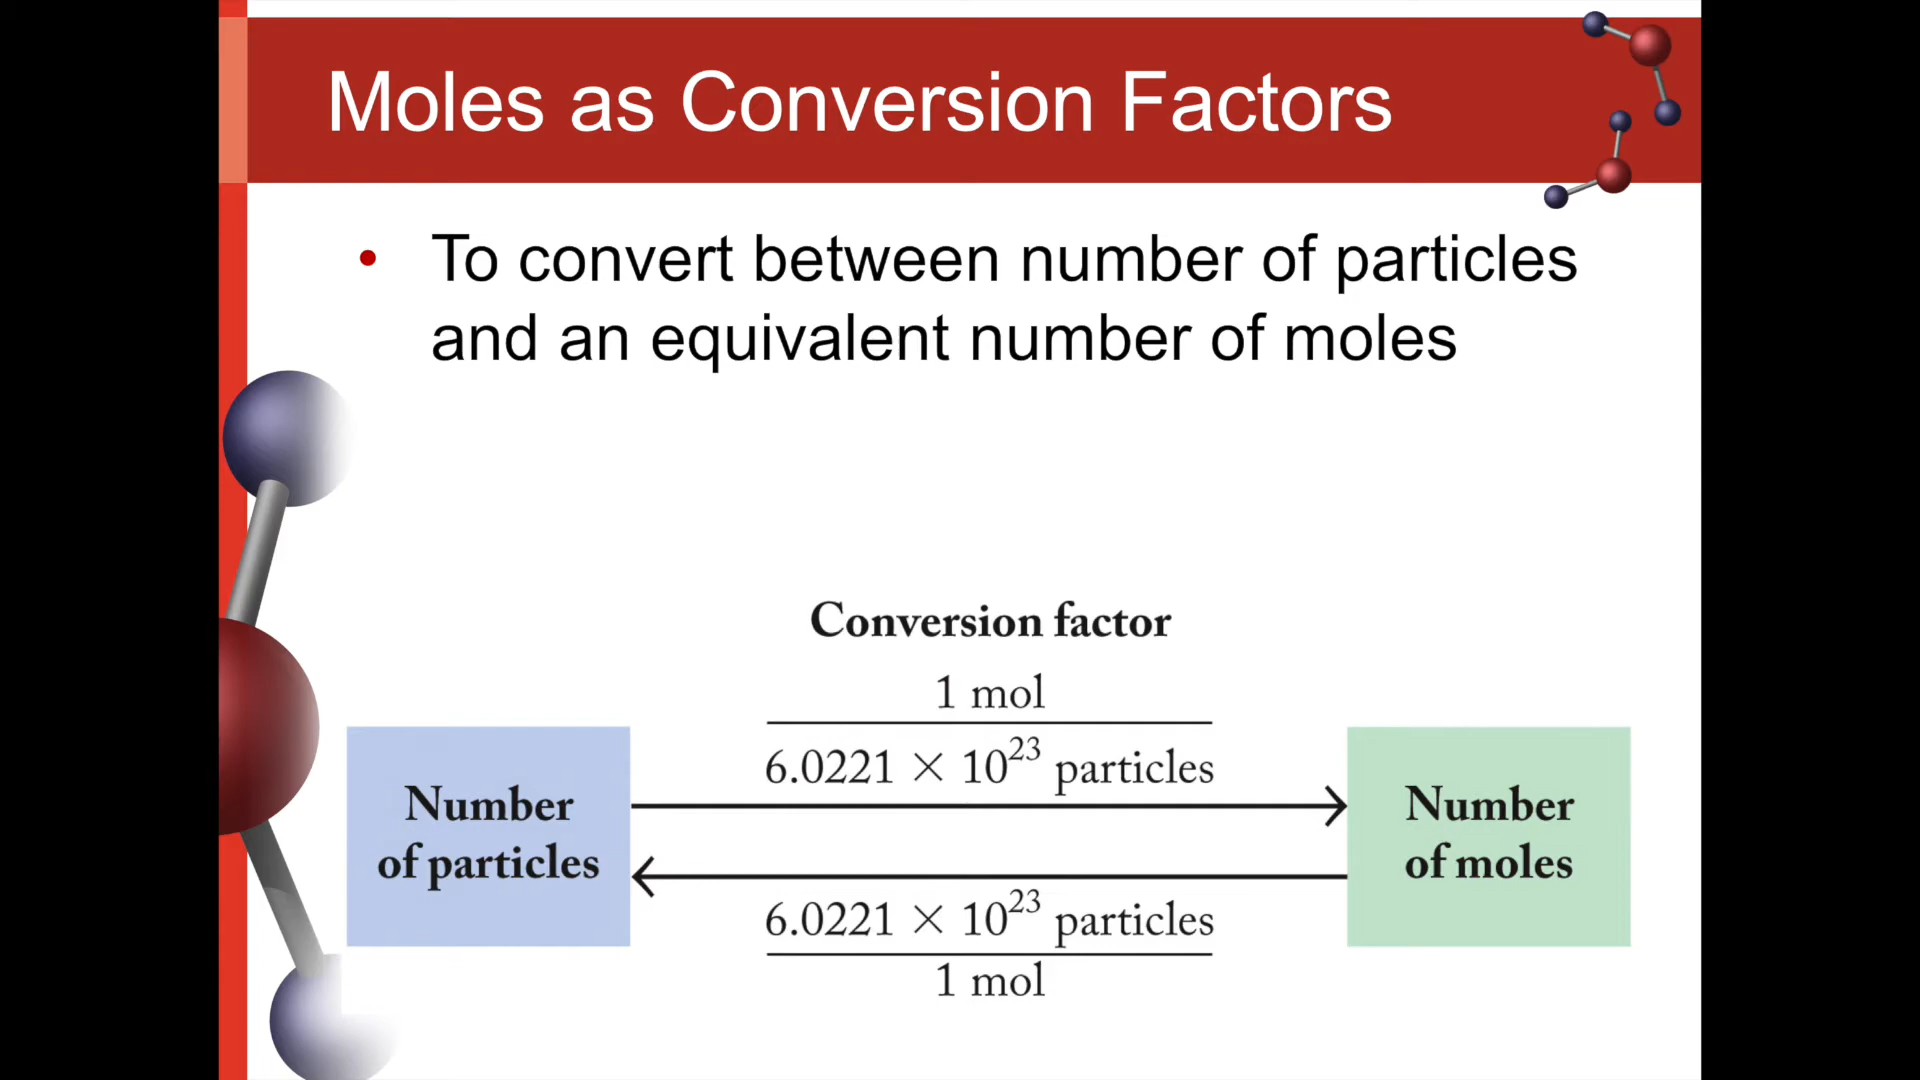 Moles as Conversion Factors
• To convert between number of particles
and an equivalent number of moles
Conversion factor
1 mol
6.0221 × 10²³ particles
Number
of particles
Number
of moles
6.0221 × 10²³ particles
1 mol